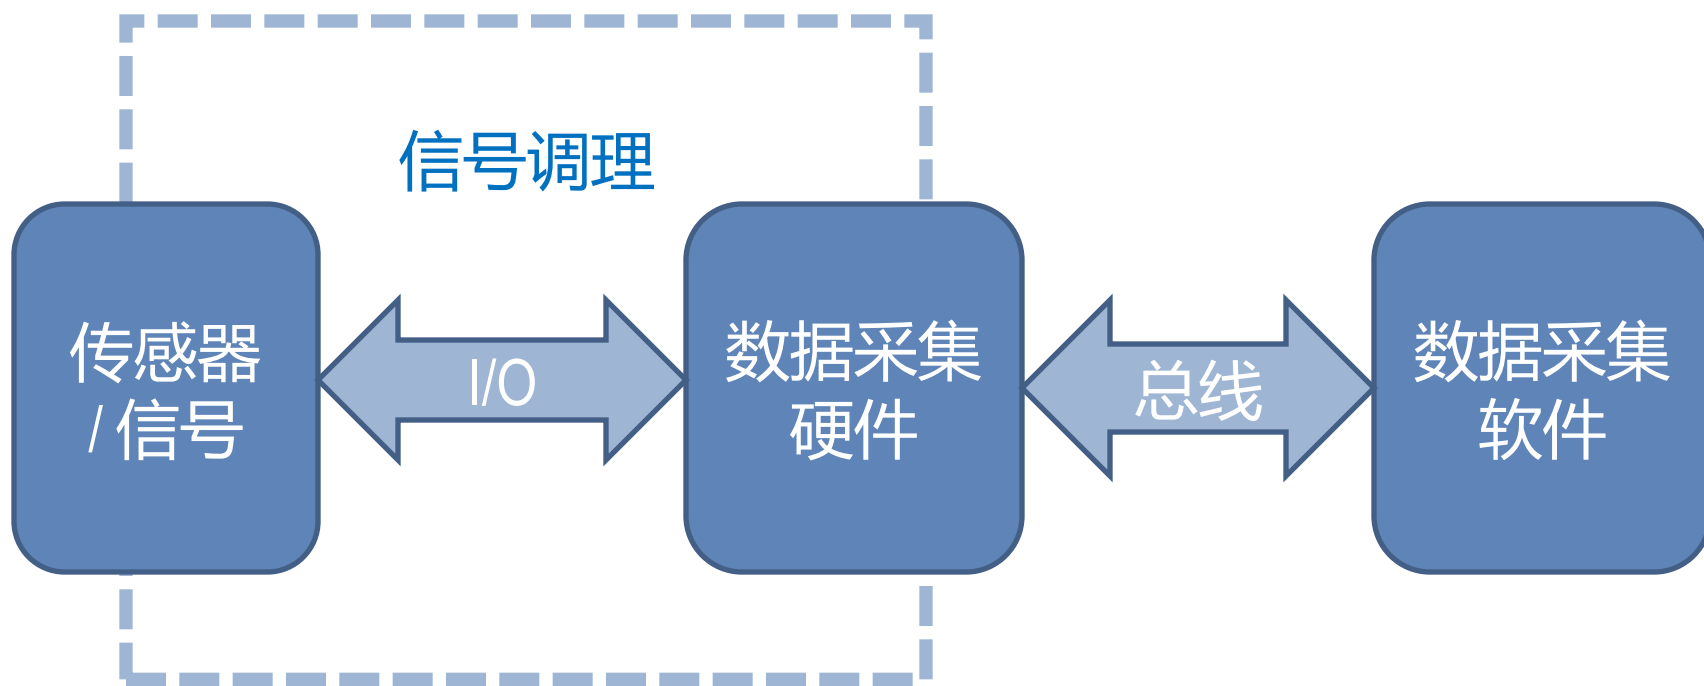 信号调理
传感器
/ 信号
I/O
数据采集
硬件
总线
数据采集
软件